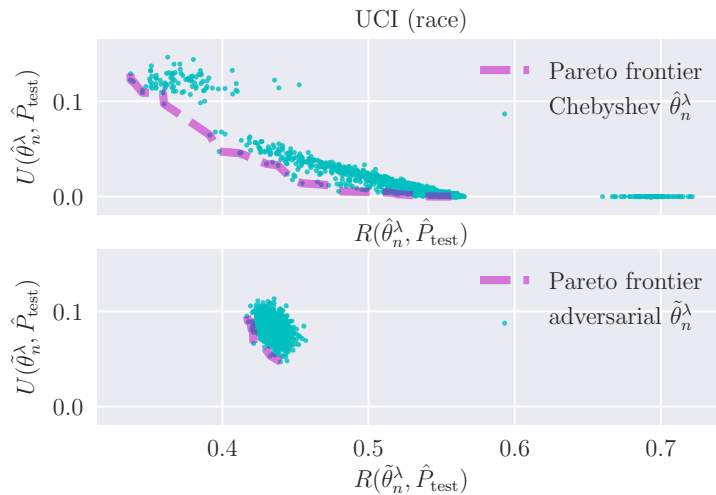 UCI (race)
U(θ̂ₙ^λ, P̂_test)
0.1
0.0
Pareto frontier
Chebyshev θ̂ₙ^λ
R(θ̂ₙ^λ, P̂_test)
U(θ̃ₙ^λ, P̂_test)
0.1
0.0
Pareto frontier
adversarial θ̃ₙ^λ
0.4 0.5 0.6 0.7
R(θ̃ₙ^λ, P̂_test)